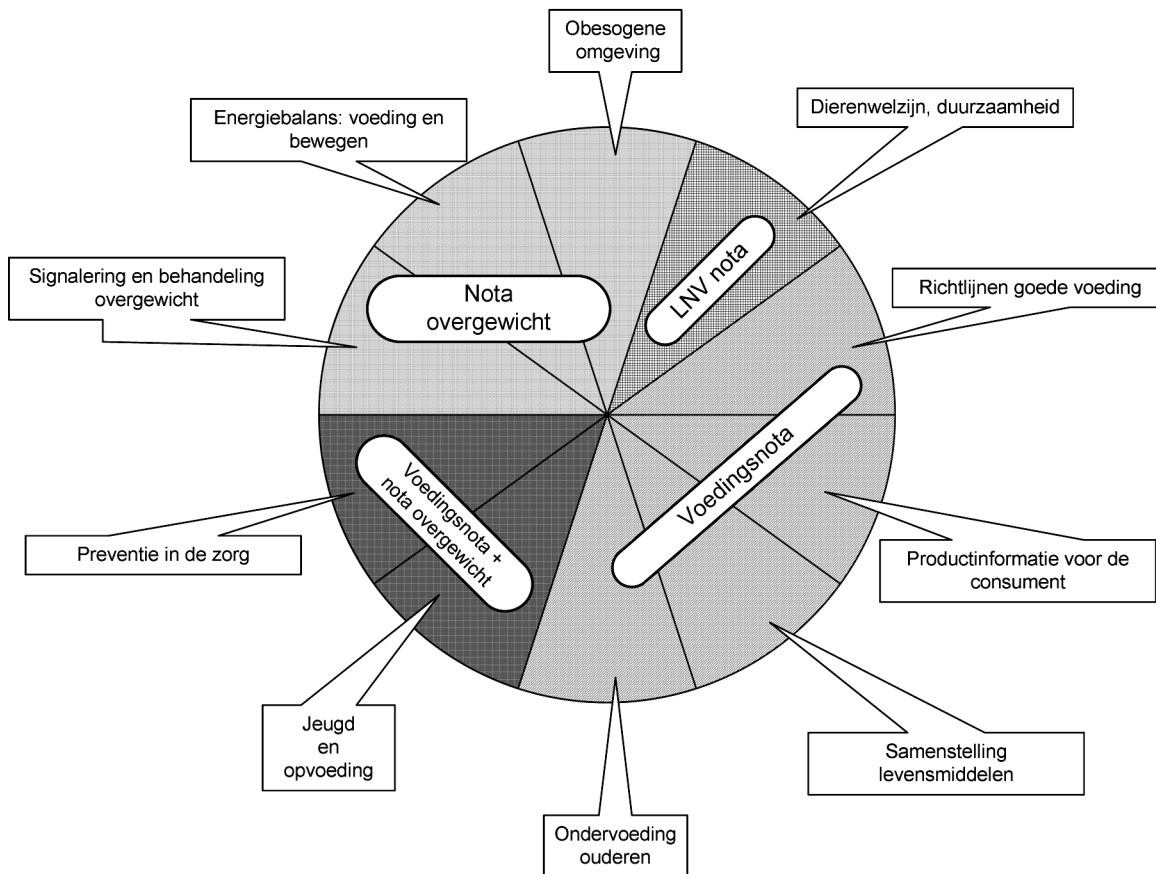 Obesogene
omgeving
Energiebalans: voeding en
bewegen
Dierenwelzijn, duurzaamheid
Signalering en behandeling
overgewicht
Nota
overgewicht
LNV nota
Richtlijnen goede voeding
Voedingsnota
Voedingsnota +
nota overgewicht
Preventie in de zorg
Productinformatie voor de
consument
Jeugd
en
opvoeding
Samenstelling
levensmiddelen
Ondervoeding
ouderen